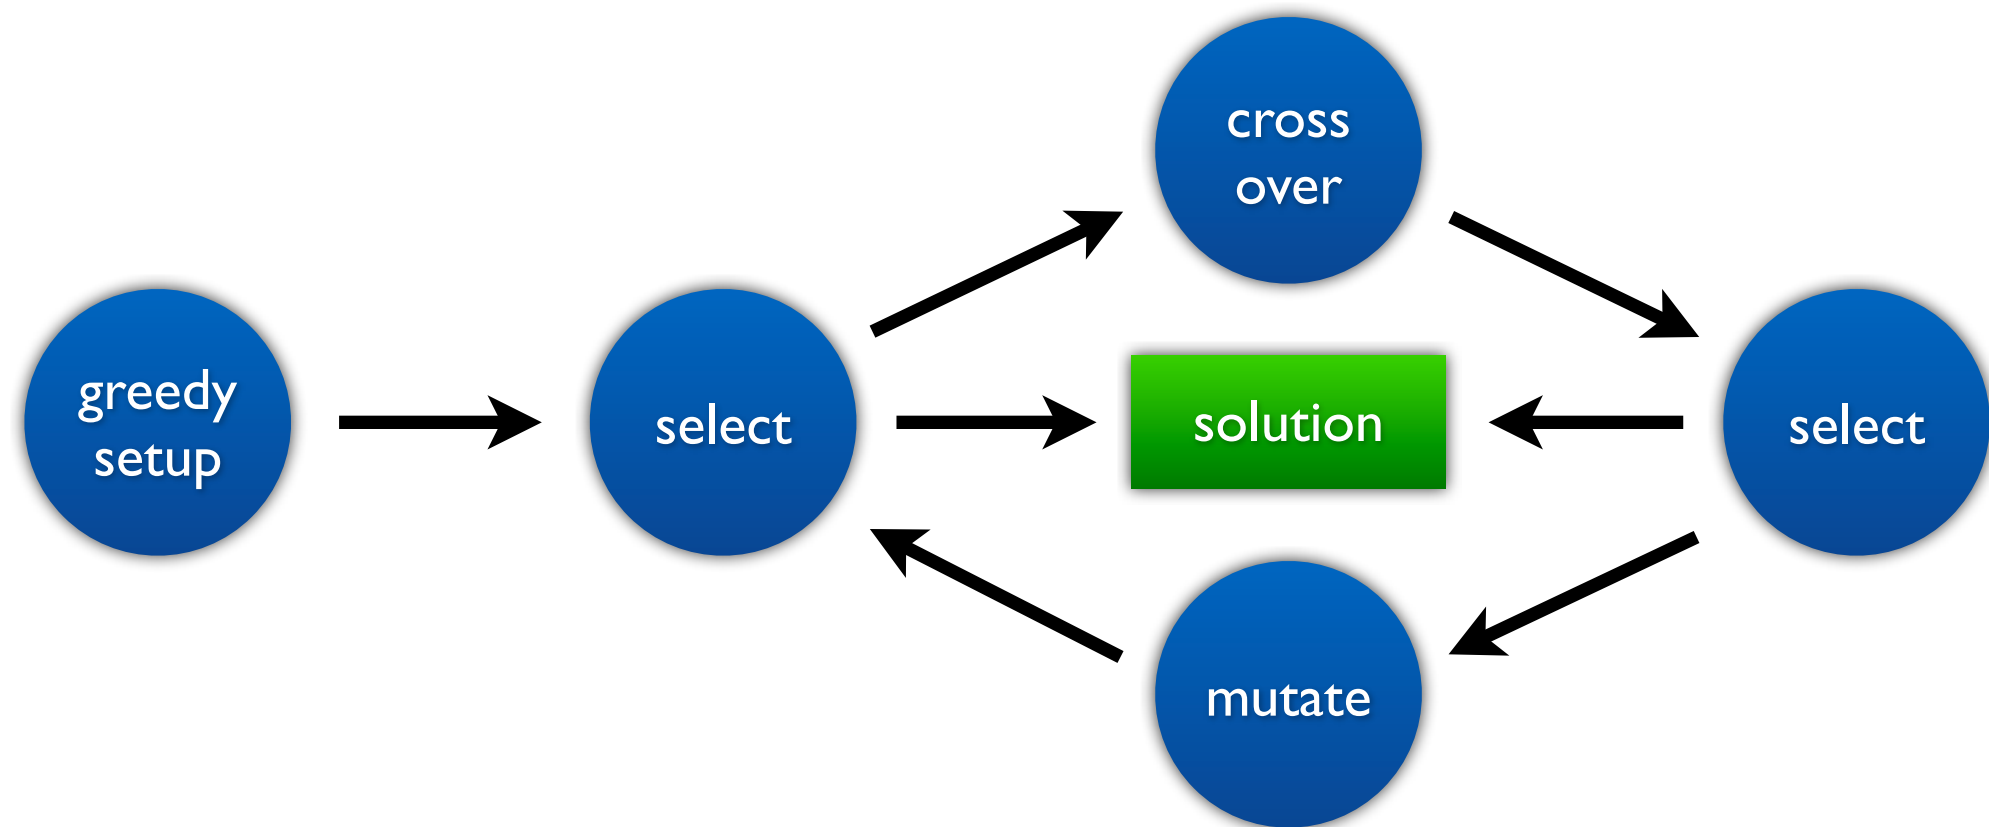 greedy
setup
select
cross
over
solution
mutate
select